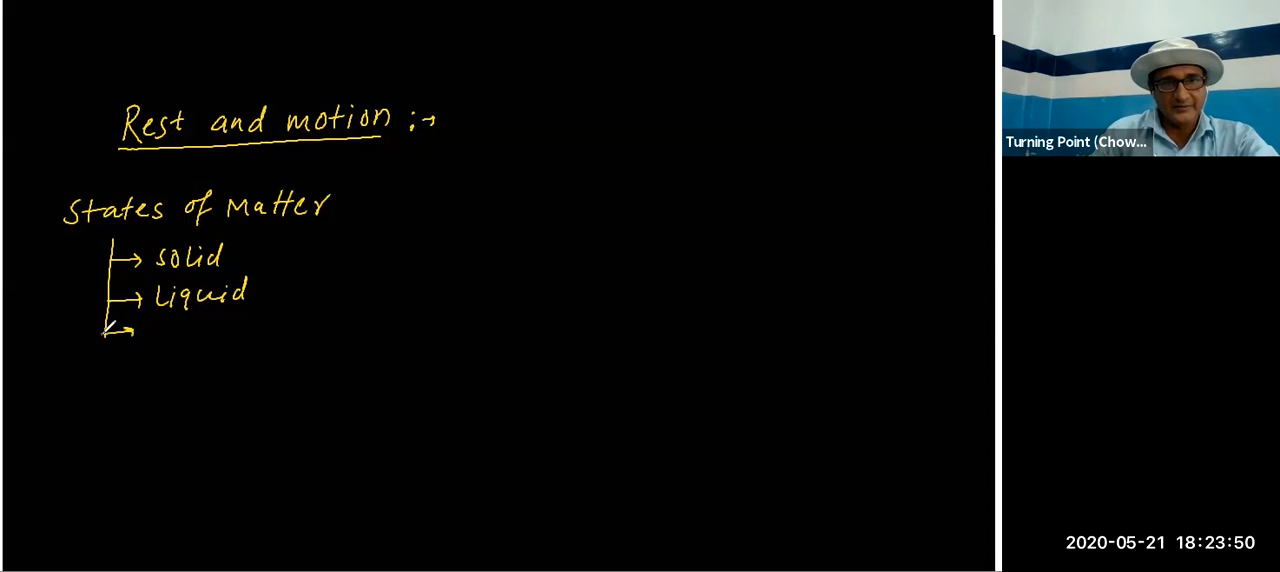 Rest and motion :→
States of Matter
→ solid
→ Liquid
→
Turning Point (Chow...
2020-05-21 18:23:50